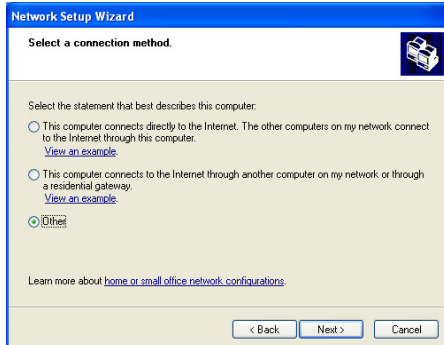 Network Setup Wizard
Select a connection method.
Select the statement that best describes this computer:
This computer connects directly to the Internet. The other computers on my network connect
to the Internet through this computer.
View an example.
This computer connects to the Internet through another computer on my network or through
a residential gateway.
View an example.
Other
Learn more about home or small office network configurations.
< Back Next > Cancel